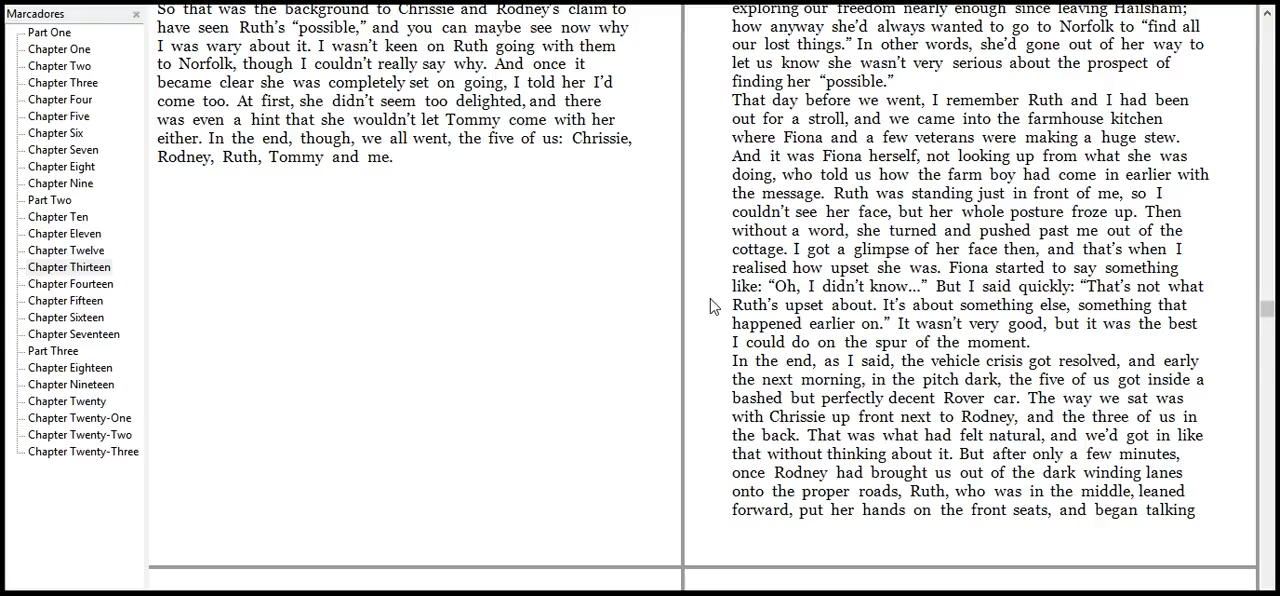 Marcadores
Part One
Chapter One
Chapter Two
Chapter Three
Chapter Four
Chapter Five
Chapter Six
Chapter Seven
Chapter Eight
Chapter Nine
Part Two
Chapter Ten
Chapter Eleven
Chapter Twelve
Chapter Thirteen
Chapter Fourteen
Chapter Fifteen
Chapter Sixteen
Chapter Seventeen
Part Three
Chapter Eighteen
Chapter Nineteen
Chapter Twenty
Chapter Twenty-One
Chapter Twenty-Two
Chapter Twenty-Three
So that was the background to Chrissie and Rodney's claim to
have seen Ruth's “possible,” and you can maybe see now why
I was wary about it. I wasn't keen on Ruth going with them
to Norfolk, though I couldn't really say why. And once it
became clear she was completely set on going, I told her I'd
come too. At first, she didn't seem too delighted, and there
was even a hint that she wouldn't let Tommy come with her
either. In the end, though, we all went, the five of us: Chrissie,
Rodney, Ruth, Tommy and me.
exploring our freedom nearly enough since leaving Hailsham;
how anyway she'd always wanted to go to Norfolk to “find all
our lost things.” In other words, she'd gone out of her way to
let us know she wasn't very serious about the prospect of
finding her “possible.”
That day before we went, I remember Ruth and I had been
out for a stroll, and we came into the farmhouse kitchen
where Fiona and a few veterans were making a huge stew.
And it was Fiona herself, not looking up from what she was
doing, who told us how the farm boy had come in earlier with
the message. Ruth was standing just in front of me, so I
couldn't see her face, but her whole posture froze up. Then
without a word, she turned and pushed past me out of the
cottage. I got a glimpse of her face then, and that's when I
realised how upset she was. Fiona started to say something
like: “Oh, I didn't know...” But I said quickly: “That's not what
Ruth's upset about. It's about something else, something that
happened earlier on.” It wasn't very good, but it was the best
I could do on the spur of the moment.
In the end, as I said, the vehicle crisis got resolved, and early
the next morning, in the pitch dark, the five of us got inside a
bashed but perfectly decent Rover car. The way we sat was
with Chrissie up front next to Rodney, and the three of us in
the back. That was what had felt natural, and we'd got in like
that without thinking about it. But after only a few minutes,
once Rodney had brought us out of the dark winding lanes
onto the proper roads, Ruth, who was in the middle, leaned
forward, put her hands on the front seats, and began talking